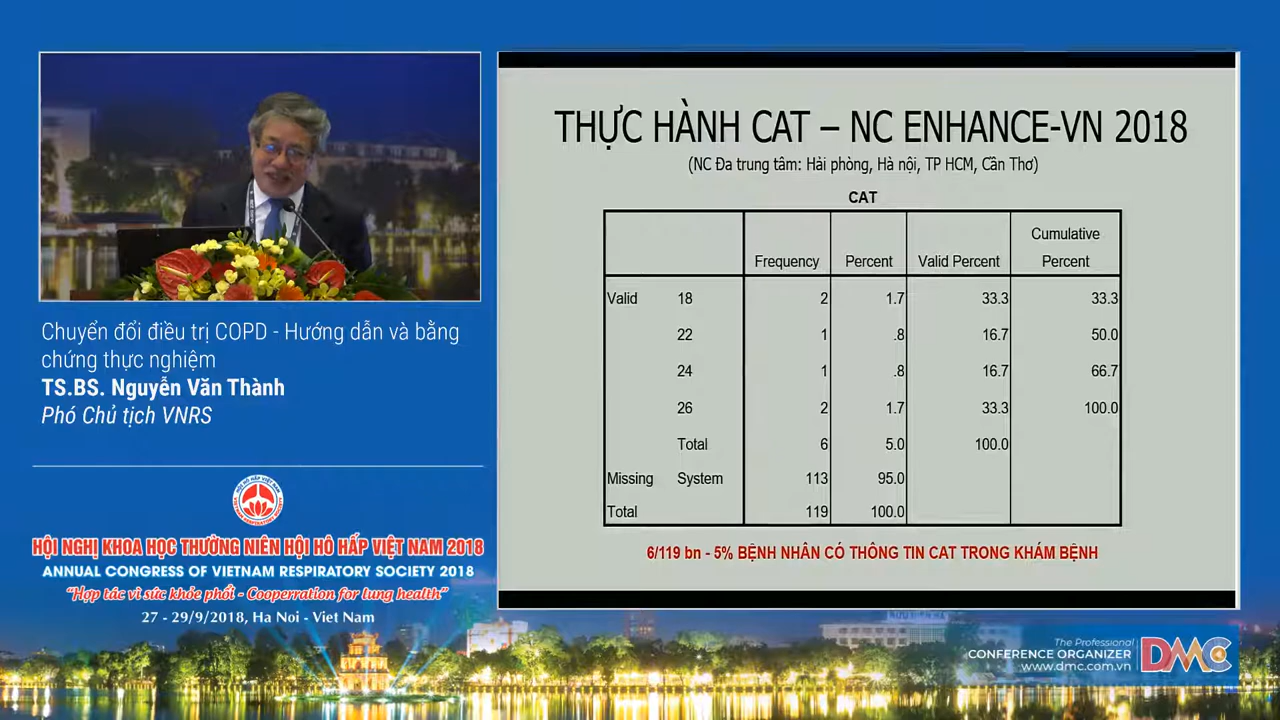 THỰC HÀNH CAT – NC ENHANCE-VN 2018
(NC Đa trung tâm: Hải phòng, Hà nội, TP HCM, Cần Thơ)
CAT
Frequency Percent Valid Percent Cumulative Percent
Valid 18 2 1.7 33.3 33.3
22 1 .8 16.7 50.0
24 1 .8 16.7 66.7
26 2 1.7 33.3 100.0
Total 6 5.0 100.0
Missing System 113 95.0
Total 119 100.0
6/119 bn - 5% BỆNH NHÂN CÓ THÔNG TIN CAT TRONG KHÁM BỆNH
Chuyển đổi điều trị COPD - Hướng dẫn và bằng
chứng thực nghiệm
TS.BS. Nguyễn Văn Thành
Phó Chủ tịch VNRS
HỘI HÔ HẤP VIỆT NAM
VIETNAM RESPIRATORY SOCIETY
HỘI NGHỊ KHOA HỌC THƯỜNG NIÊN HỘI HÔ HẤP VIỆT NAM 2018
ANNUAL CONGRESS OF VIETNAM RESPIRATORY SOCIETY 2018
“Hợp tác vì sức khỏe phổi - Cooperration for lung health”
27 - 29/9/2018, Ha Noi - Viet Nam
The Professional
CONFERENCE ORGANIZER
www.dmc.com.vn
DMC